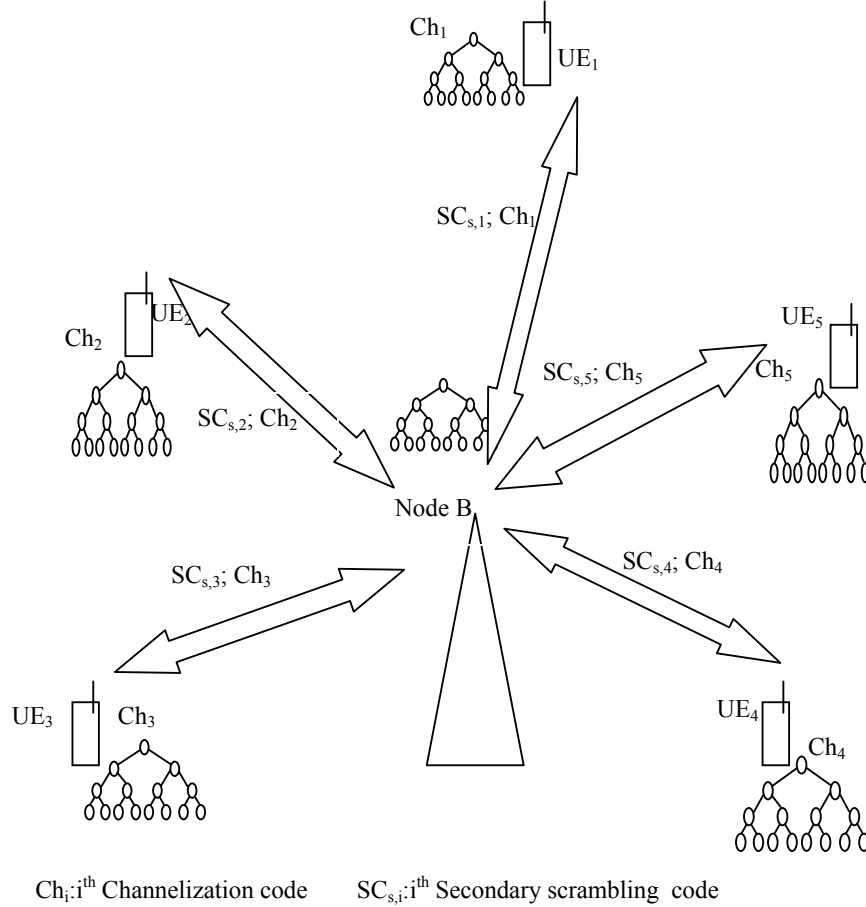 Ch₁
UE₁
SCₛ,₁; Ch₁
UE₂
Ch₂
SCₛ,₂; Ch₂
UE₅
SCₛ,₅; Ch₅
Ch₅
Node B
SCₛ,₃; Ch₃
SCₛ,₄; Ch₄
UE₃
Ch₃
UE₄
Ch₄
Chᵢ:iᵗʰ Channelization code
SCₛ,ᵢ:iᵗʰ Secondary scrambling code